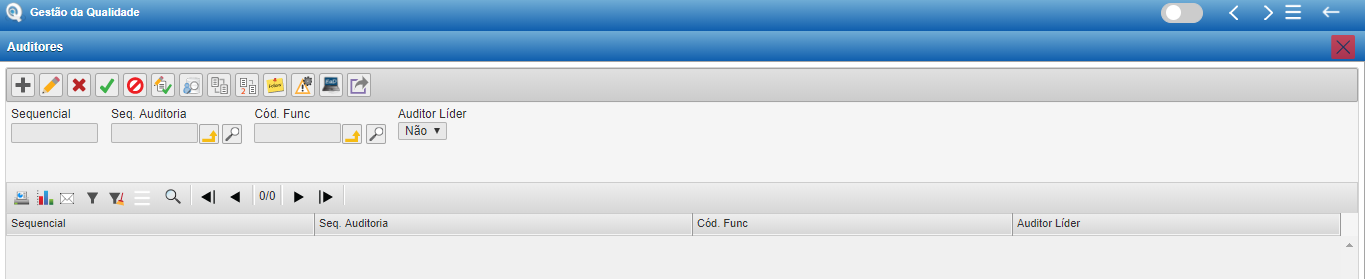 Gestão da Qualidade
Auditores
Sequencial Seq. Auditoria Cód. Func Auditor Líder
Não
0/0
Sequencial Seq. Auditoria Cód. Func Auditor Líder